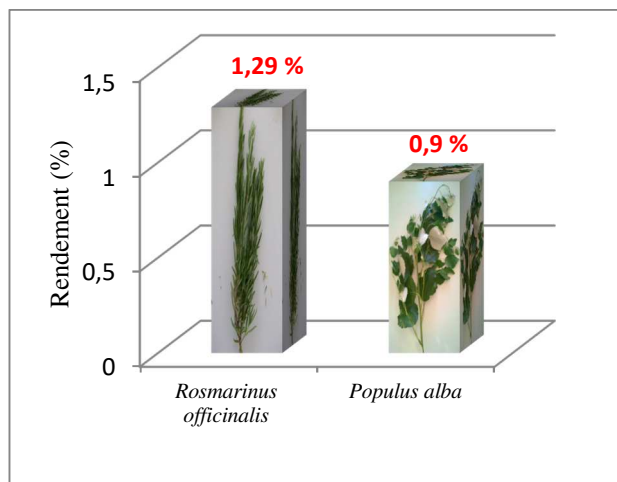 1,29 %
0,9 %
Rendement (%)
1,5
1
0,5
0
Rosmarinus
officinalis
Populus alba